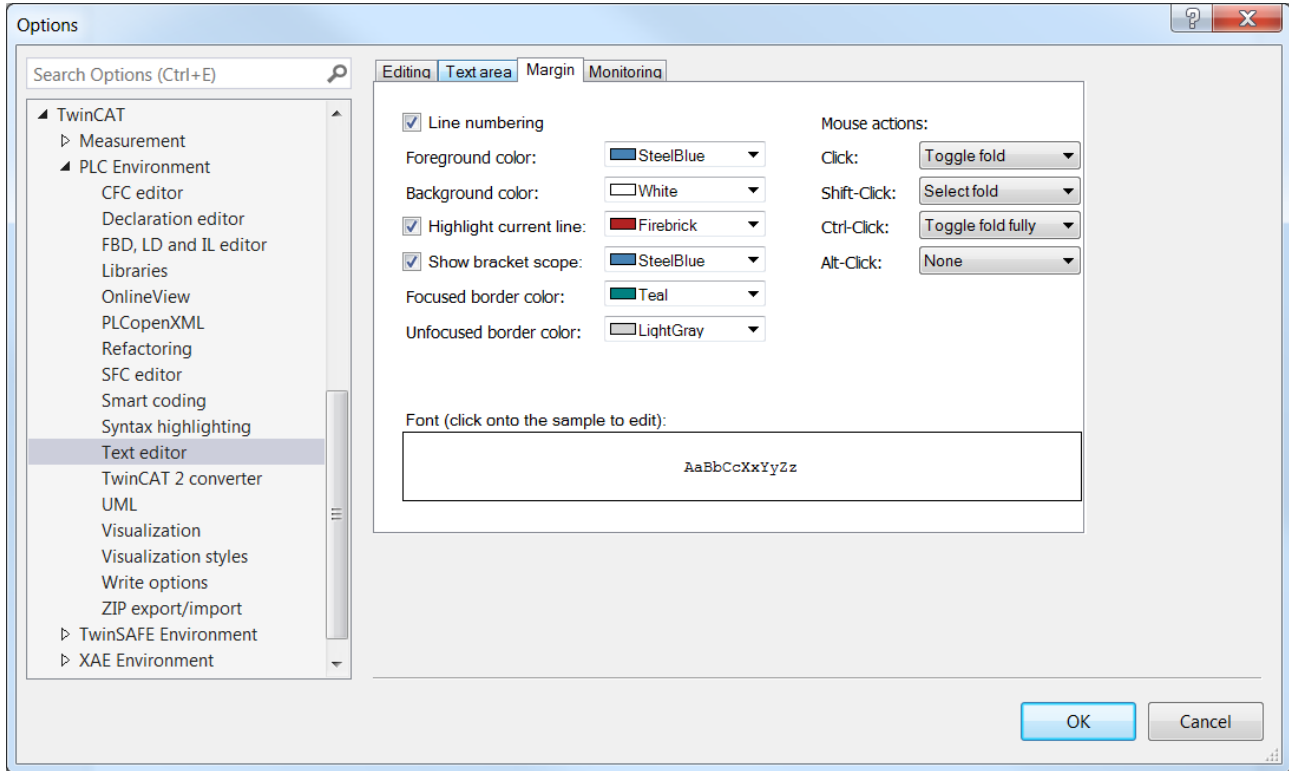 Options
Search Options (Ctrl+E)
TwinCAT
Measurement
PLC Environment
CFC editor
Declaration editor
FBD, LD and IL editor
Libraries
OnlineView
PLCopenXML
Refactoring
SFC editor
Smart coding
Syntax highlighting
Text editor
TwinCAT 2 converter
UML
Visualization
Visualization styles
Write options
ZIP export/import
TwinSAFE Environment
XAE Environment
Editing Text area Margin Monitoring
Line numbering
Foreground color: SteelBlue
Background color: White
Highlight current line: Firebrick
Show bracket scope: SteelBlue
Focused border color: Teal
Unfocused border color: LightGray
Mouse actions:
Click: Toggle fold
Shift-Click: Select fold
Ctrl-Click: Toggle fold fully
Alt-Click: None
Font (click onto the sample to edit):
AaBbCcXxYyZz
OK Cancel